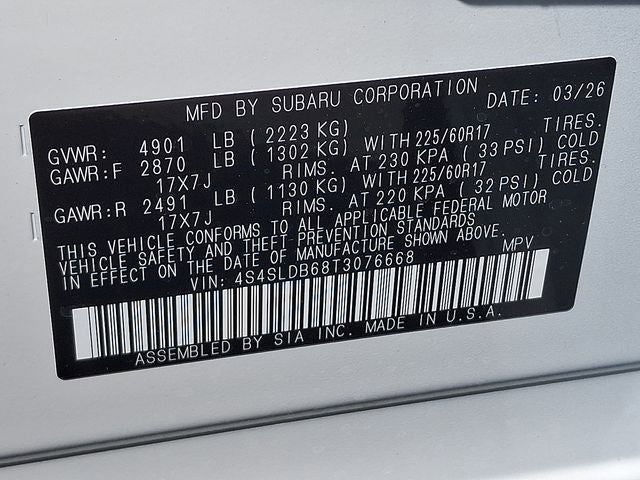 MFD BY SUBARU CORPORATION DATE: 03/26
GVWR: 4901 LB ( 2223 KG)
GAWR:F 2870 LB ( 1302 KG) WITH 225/60R17 TIRES.
17X7J RIMS. AT 230 KPA ( 33 PSI) COLD
GAWR:R 2491 LB ( 1130 KG) WITH 225/60R17 TIRES.
17X7J RIMS. AT 220 KPA ( 32 PSI) COLD
THIS VEHICLE CONFORMS TO ALL APPLICABLE FEDERAL MOTOR
VEHICLE SAFETY AND THEFT PREVENTION STANDARDS
IN EFFECT ON THE DATE OF MANUFACTURE SHOWN ABOVE.
VIN: 4S4SLDB68T3076668 MPV
ASSEMBLED BY SIA INC. MADE IN U.S.A.